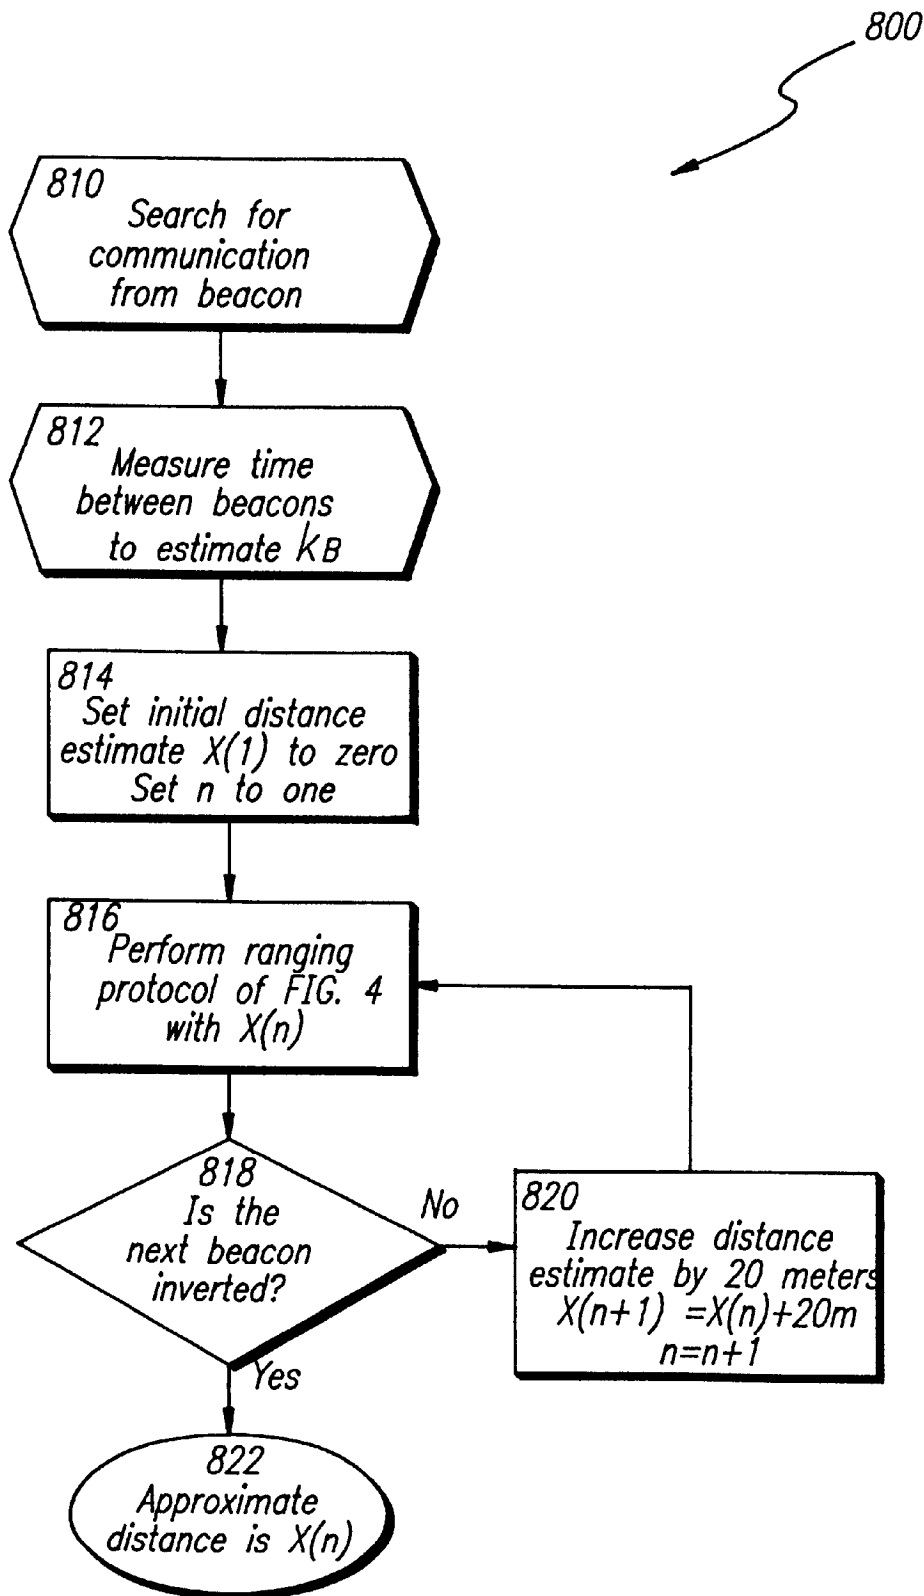 800
810
Search for
communication
from beacon
812
Measure time
between beacons
to estimate KB
814
Set initial distance
estimate X(1) to zero
Set n to one
816
Perform ranging
protocol of FIG. 4
with X(n)
818
Is the
next beacon
inverted?
No
820
Increase distance
estimate by 20 meters
X(n+1) =X(n)+20m
n=n+1
Yes
822
Approximate
distance is X(n)